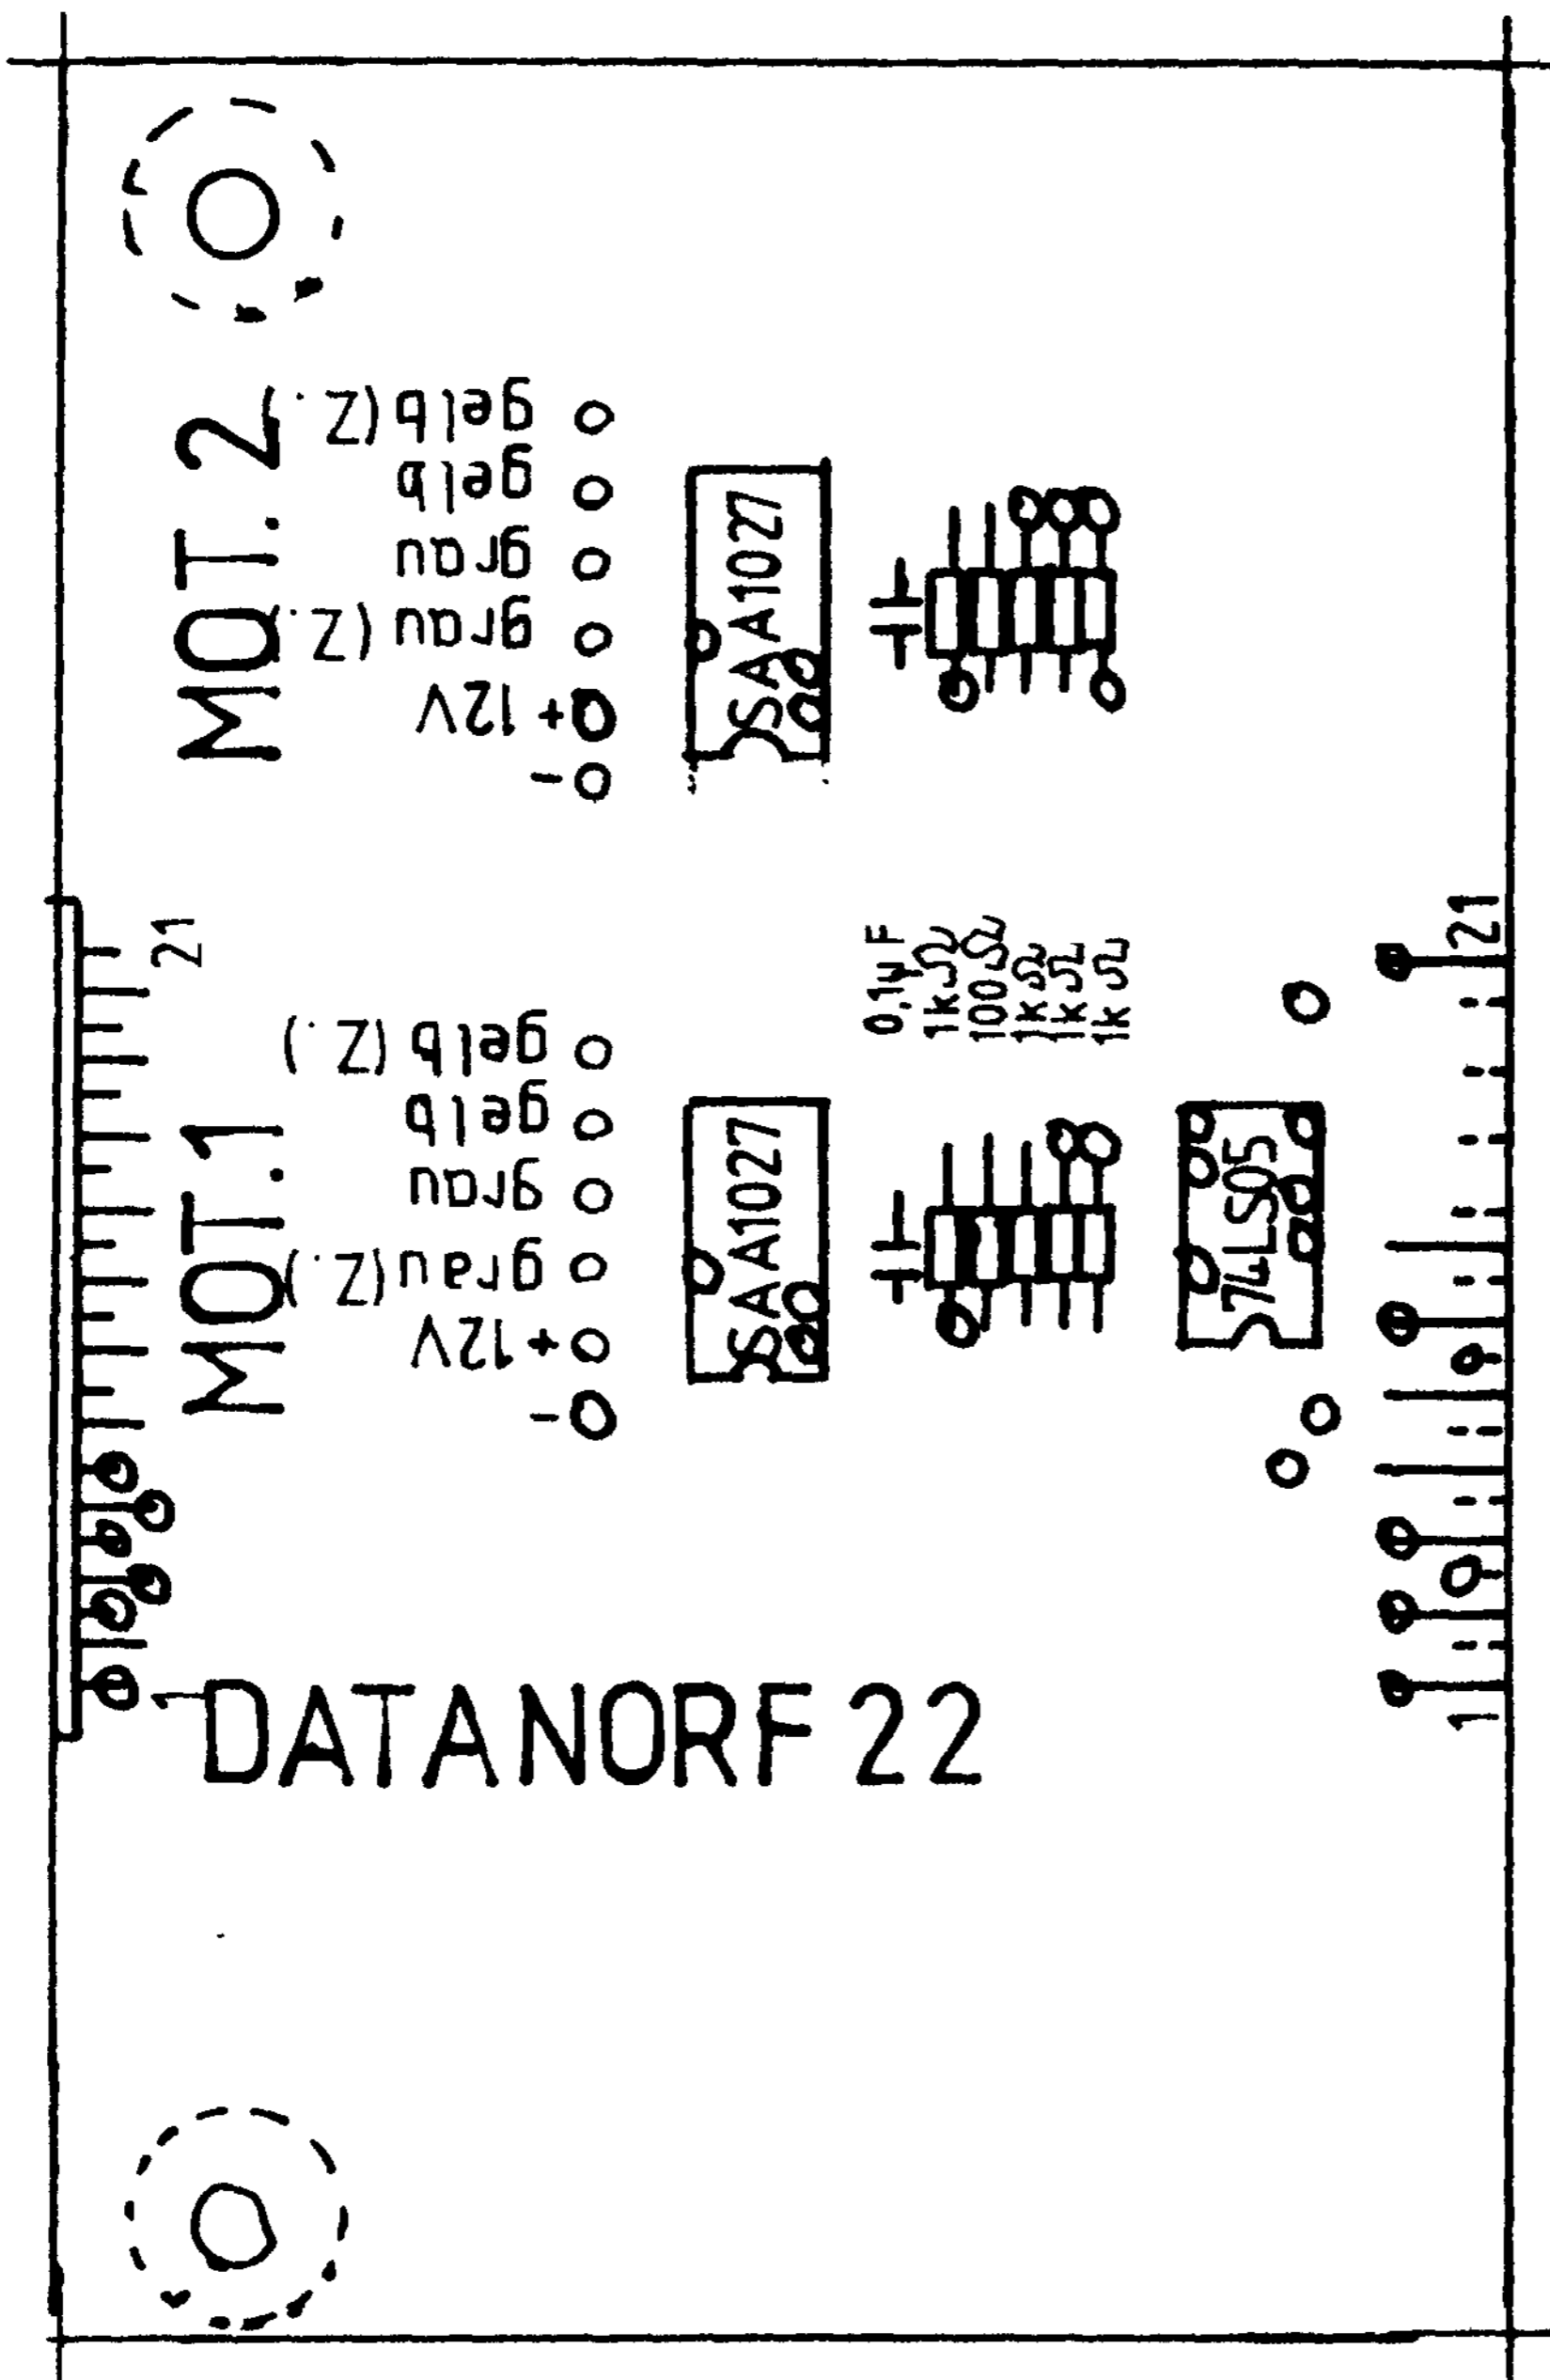 MOT. 2
gelb (Z.)
gelb
grau
grau (Z.)
+ 12V
-
SAA1027
21
21
0,1µF
1kΩ
100Ω
1kΩ
1kΩ
1kΩ
MOT.1
gelb (Z.)
gelb
grau
grau (Z.)
+ 12V
-
SAA1027
74LS05
1
1
DATANORF 22